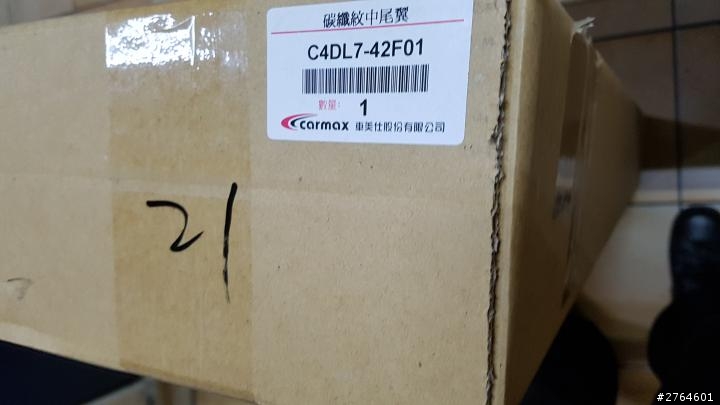 碳纖紋中尾翼
C4DL7-42F01
數量: 1
carmax 車美仕股份有限公司
21
#2764601